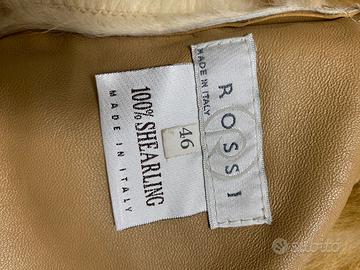 ROSSI
MADE IN ITALY
46
100% SHEARLING
MADE IN ITALY
subito